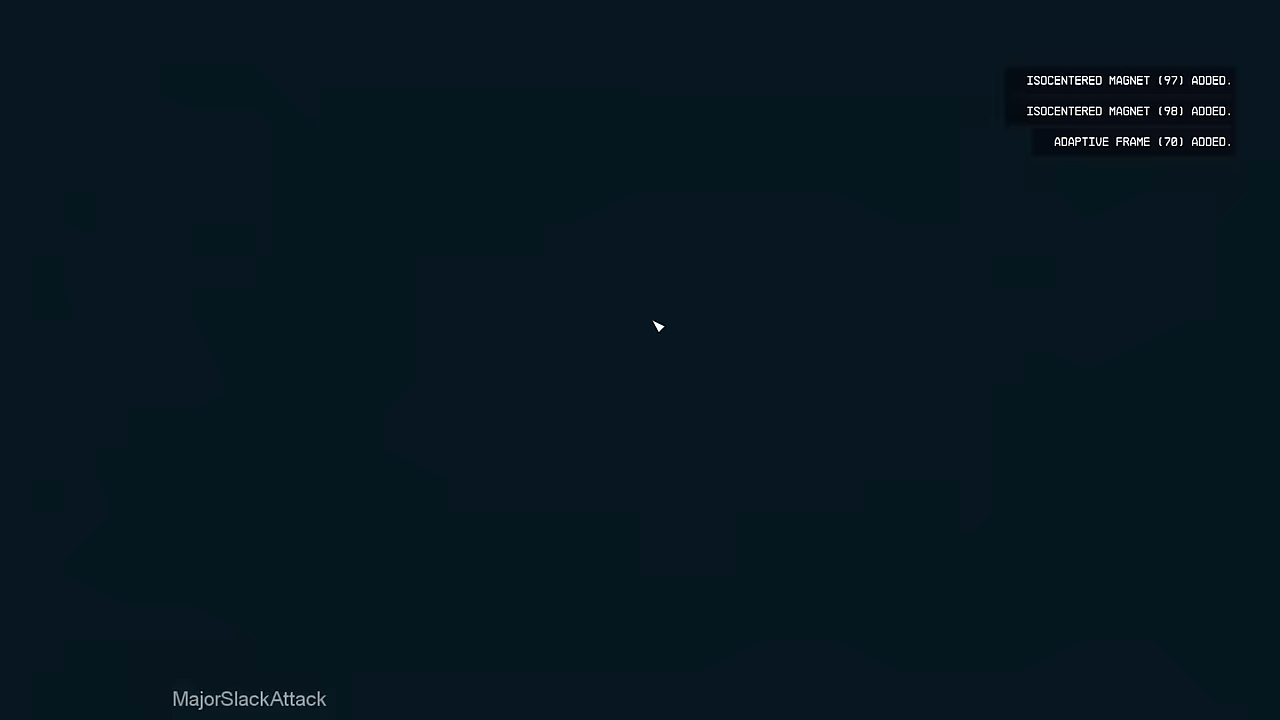 ISOCENTERED MAGNET (97) ADDED.
ISOCENTERED MAGNET (98) ADDED.
ADAPTIVE FRAME (70) ADDED.
MajorSlackAttack